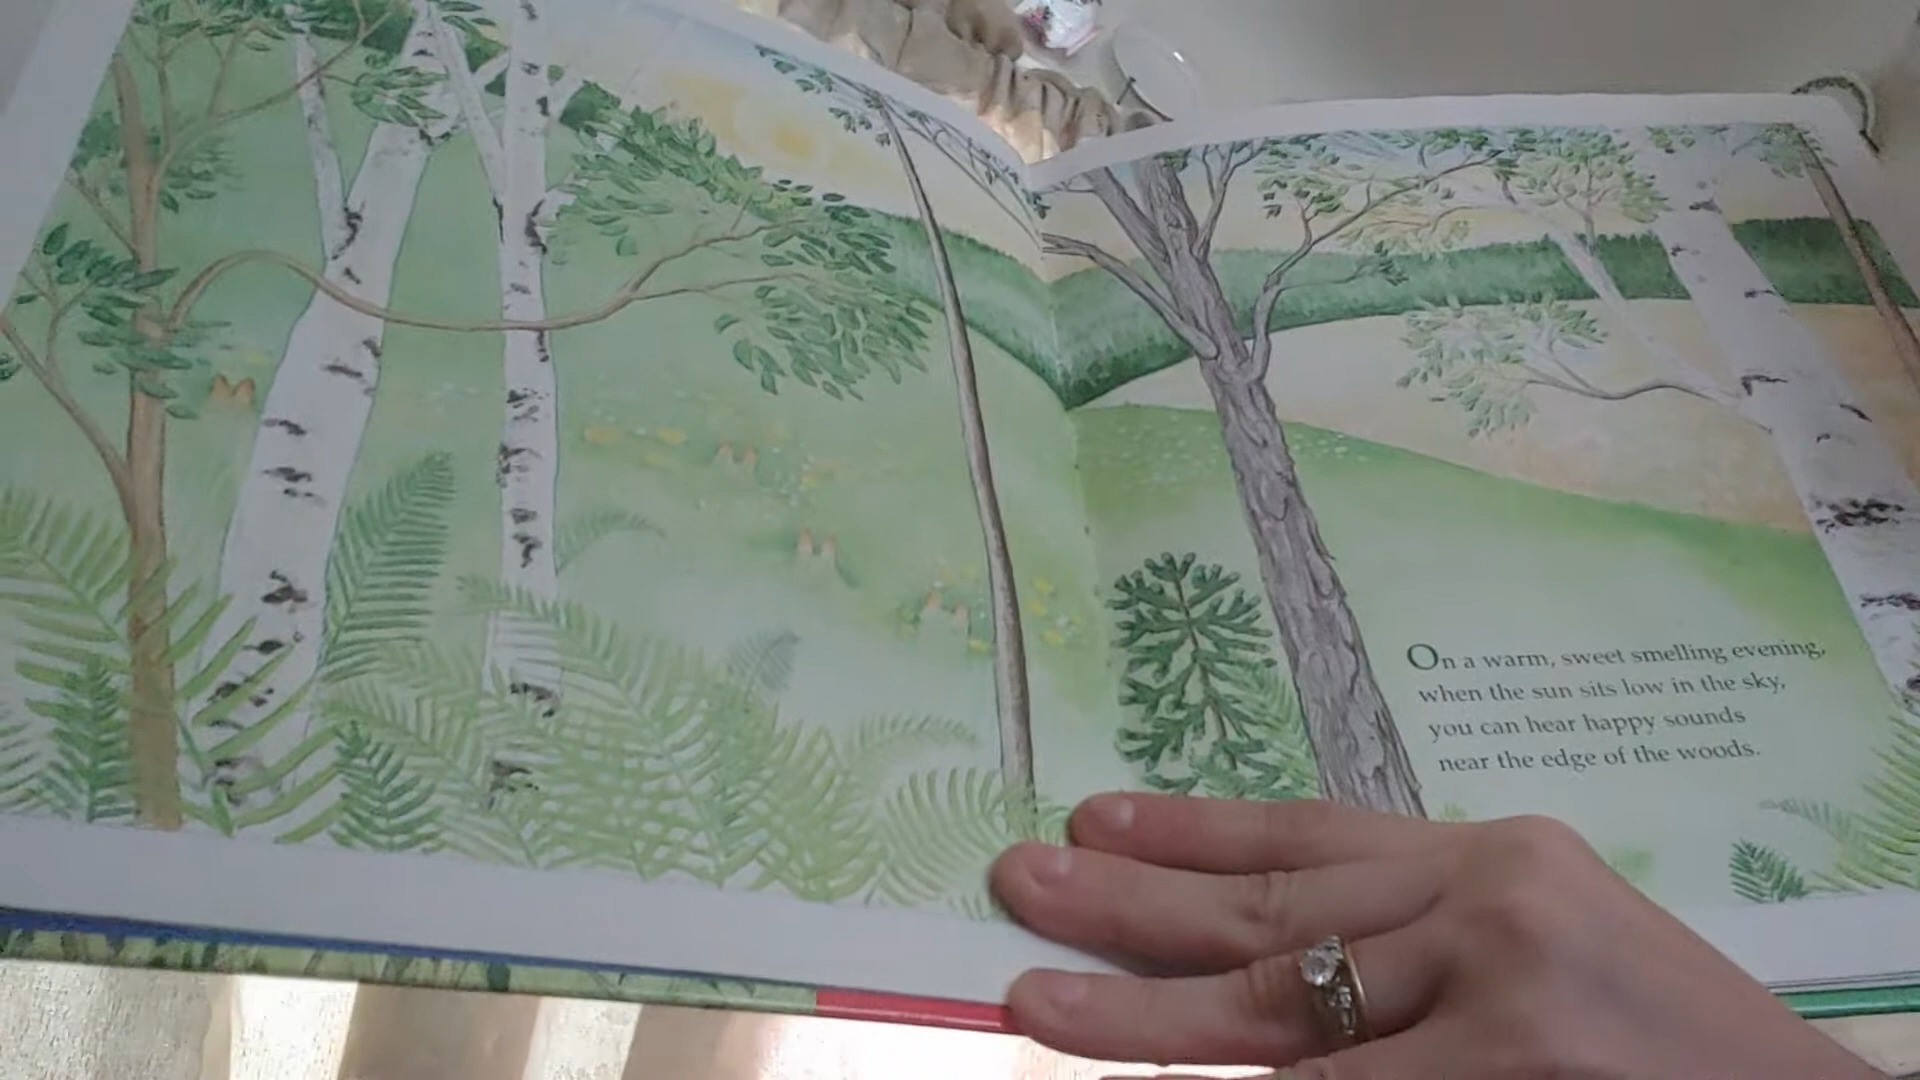 On a warm, sweet smelling evening,
when the sun sits low in the sky,
you can hear happy sounds
near the edge of the woods.